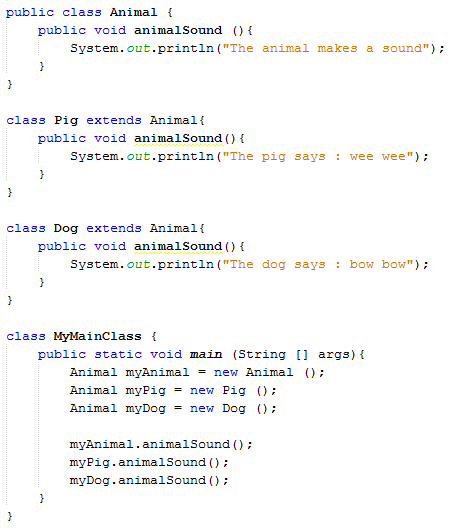 public class Animal {
    public void animalSound (){
        System.out.println("The animal makes a sound");
    }
}

class Pig extends Animal{
    public void animalSound(){
        System.out.println("The pig says : wee wee");
    }
}

class Dog extends Animal{
    public void animalSound(){
        System.out.println("The dog says : bow bow");
    }
}

class MyMainClass {
    public static void main (String [] args){
        Animal myAnimal = new Animal ();
        Animal myPig = new Pig ();
        Animal myDog = new Dog ();

        myAnimal.animalSound();
        myPig.animalSound();
        myDog.animalSound();
    }
}